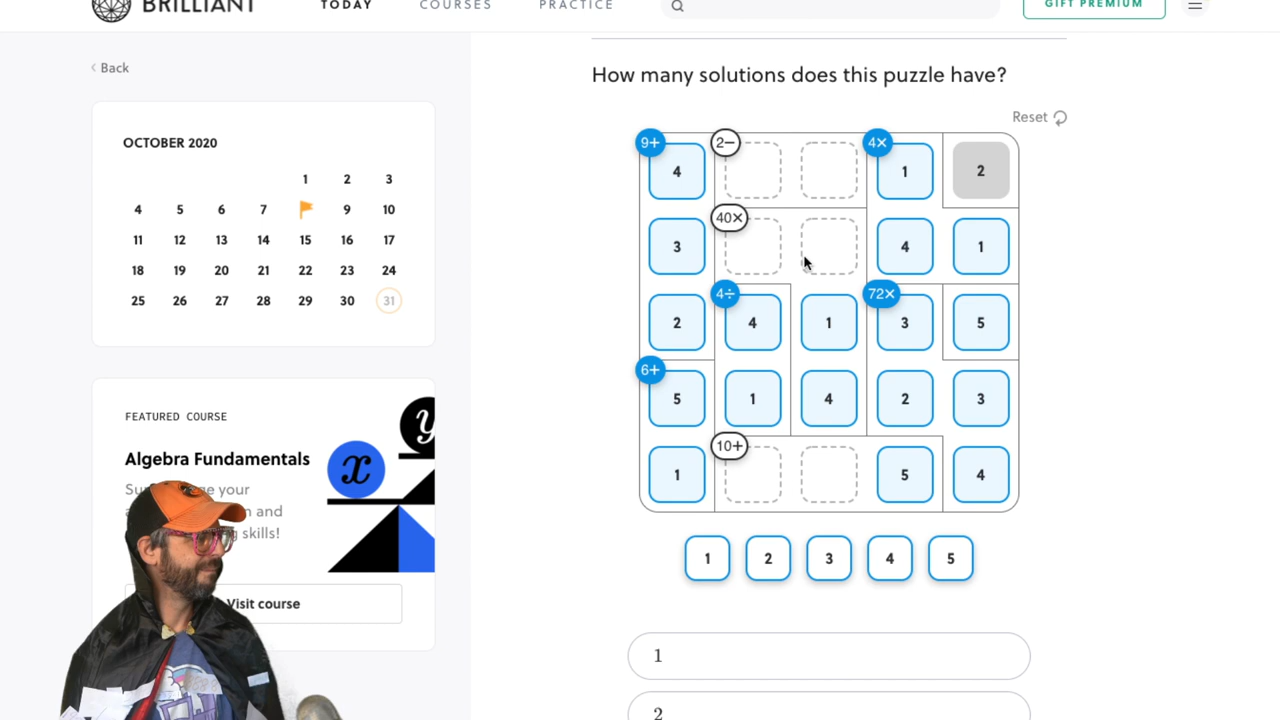 BRILLIANT
TODAY
COURSES
PRACTICE
GIFT PREMIUM
< Back
OCTOBER 2020
1 2 3
4 5 6 7 9 10
11 12 13 14 15 16 17
18 19 20 21 22 23 24
25 26 27 28 29 30 31
FEATURED COURSE
Algebra Fundamentals
and
skills!
Visit course
x
y
How many solutions does this puzzle have?
Reset
9+ 2− 4×
4 1 2
40×
3 4 1
4÷ 72×
2 4 1 3 5
6+
5 1 4 2 3
10+
1 5 4
1 2 3 4 5
1
2